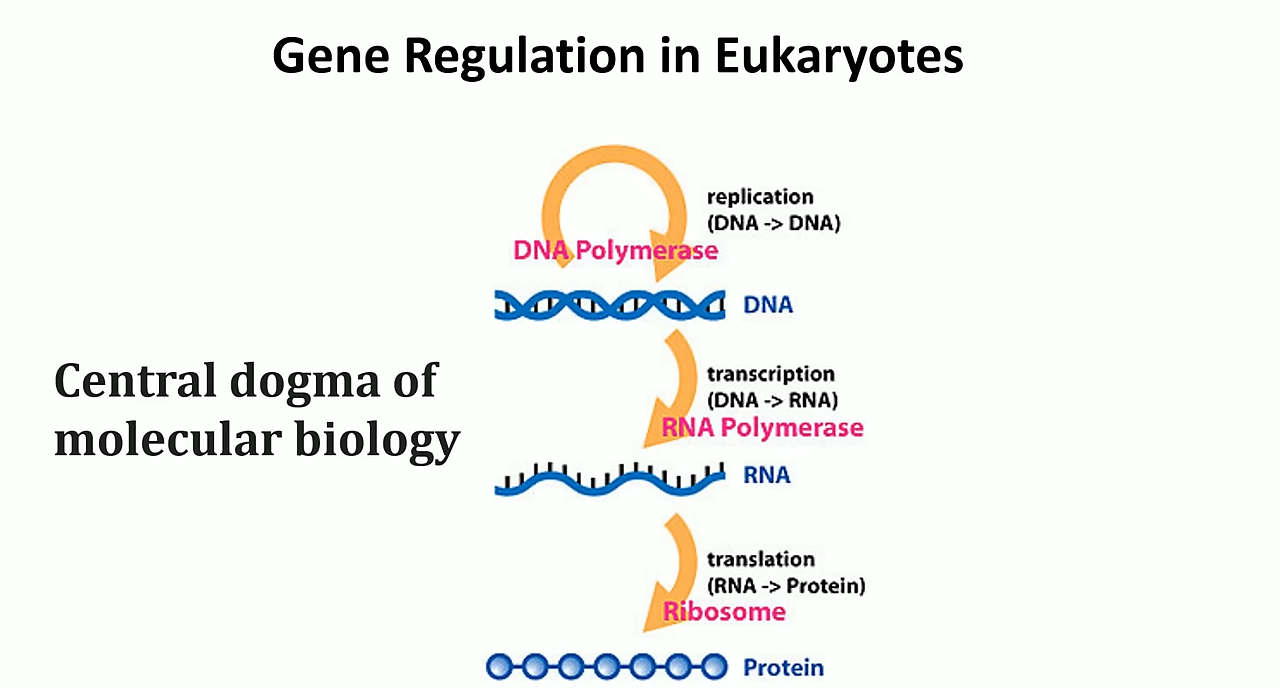 Gene Regulation in Eukaryotes
replication
(DNA -> DNA)
DNA Polymerase
DNA
Central dogma of
molecular biology
transcription
(DNA -> RNA)
RNA Polymerase
RNA
translation
(RNA -> Protein)
Ribosome
Protein